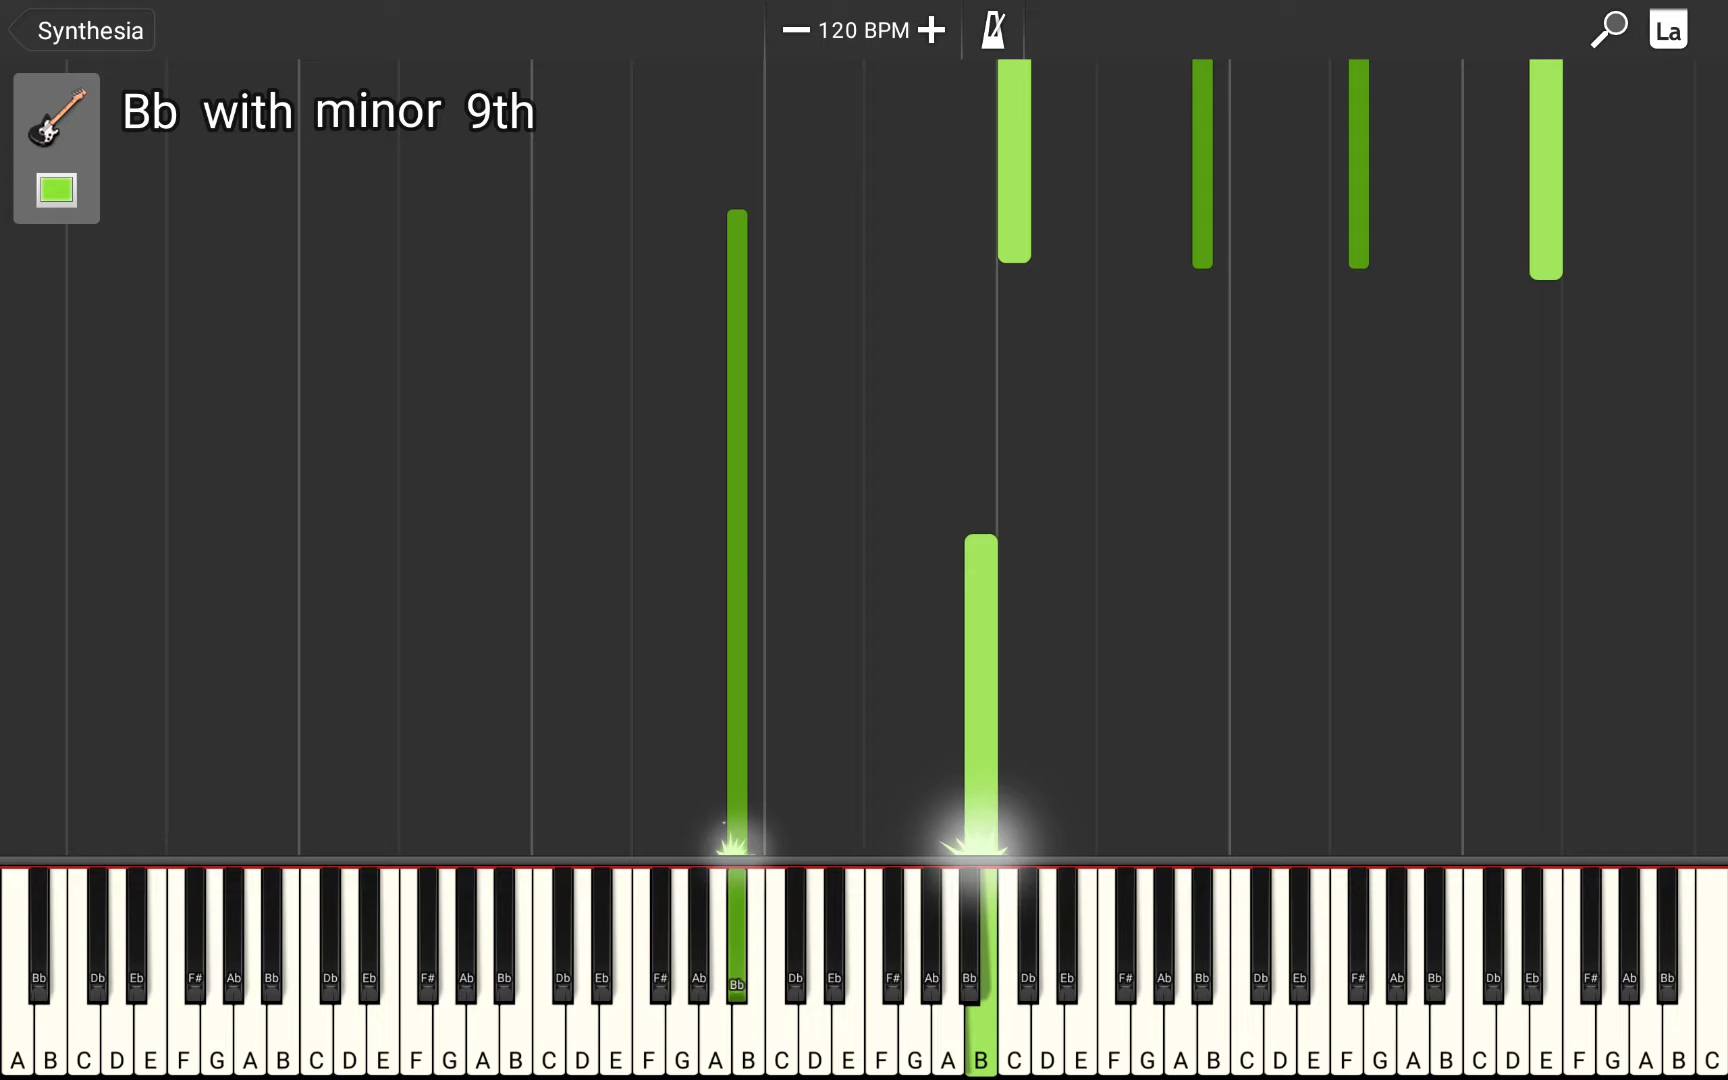 Synthesia
120 BPM
La
Bb with minor 9th
Bb Db Eb F# Ab Bb Db Eb F# Ab Bb Db Eb F# Ab Bb Db Eb F# Ab Bb Db Eb F# Ab Bb Db Eb F# Ab Bb Db Eb F# Ab Bb
A B C D E F G A B C D E F G A B C D E F G A B C D E F G A B C D E F G A B C D E F G A B C D E F G A B C